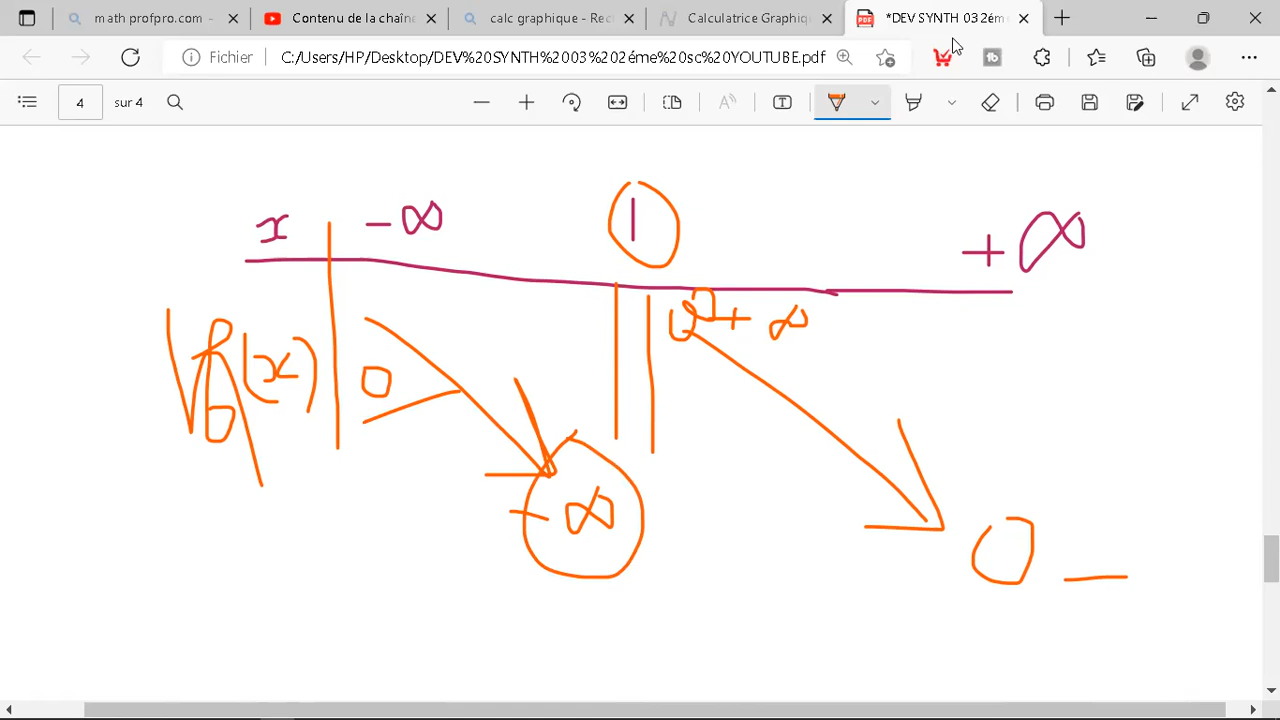 math profpro.com -
Contenu de la chaîne
calc graphique - Rec
Calculatrice Graphiq
*DEV SYNTH 03 2ém
Fichier
C:/Users/HP/Desktop/DEV%20SYNTH%2003%202éme%20sc%20YOUTUBE.pdf
4 sur 4
x -∞ 1 +∞
+∞
(x) 0
-∞
0